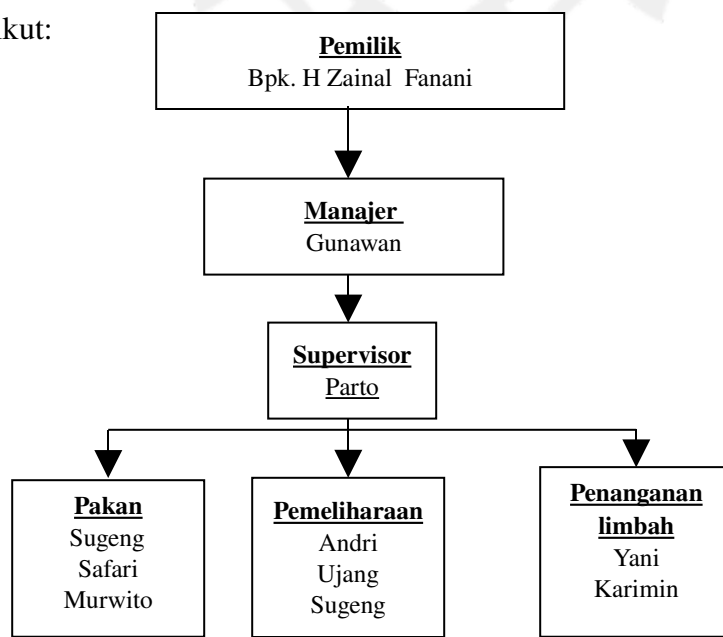 kut:
Pemilik
Bpk. H Zainal Fanani
Manajer
Gunawan
Supervisor
Parto
Pakan
Sugeng
Safari
Murwito
Pemeliharaan
Andri
Ujang
Sugeng
Penanganan
limbah
Yani
Karimin